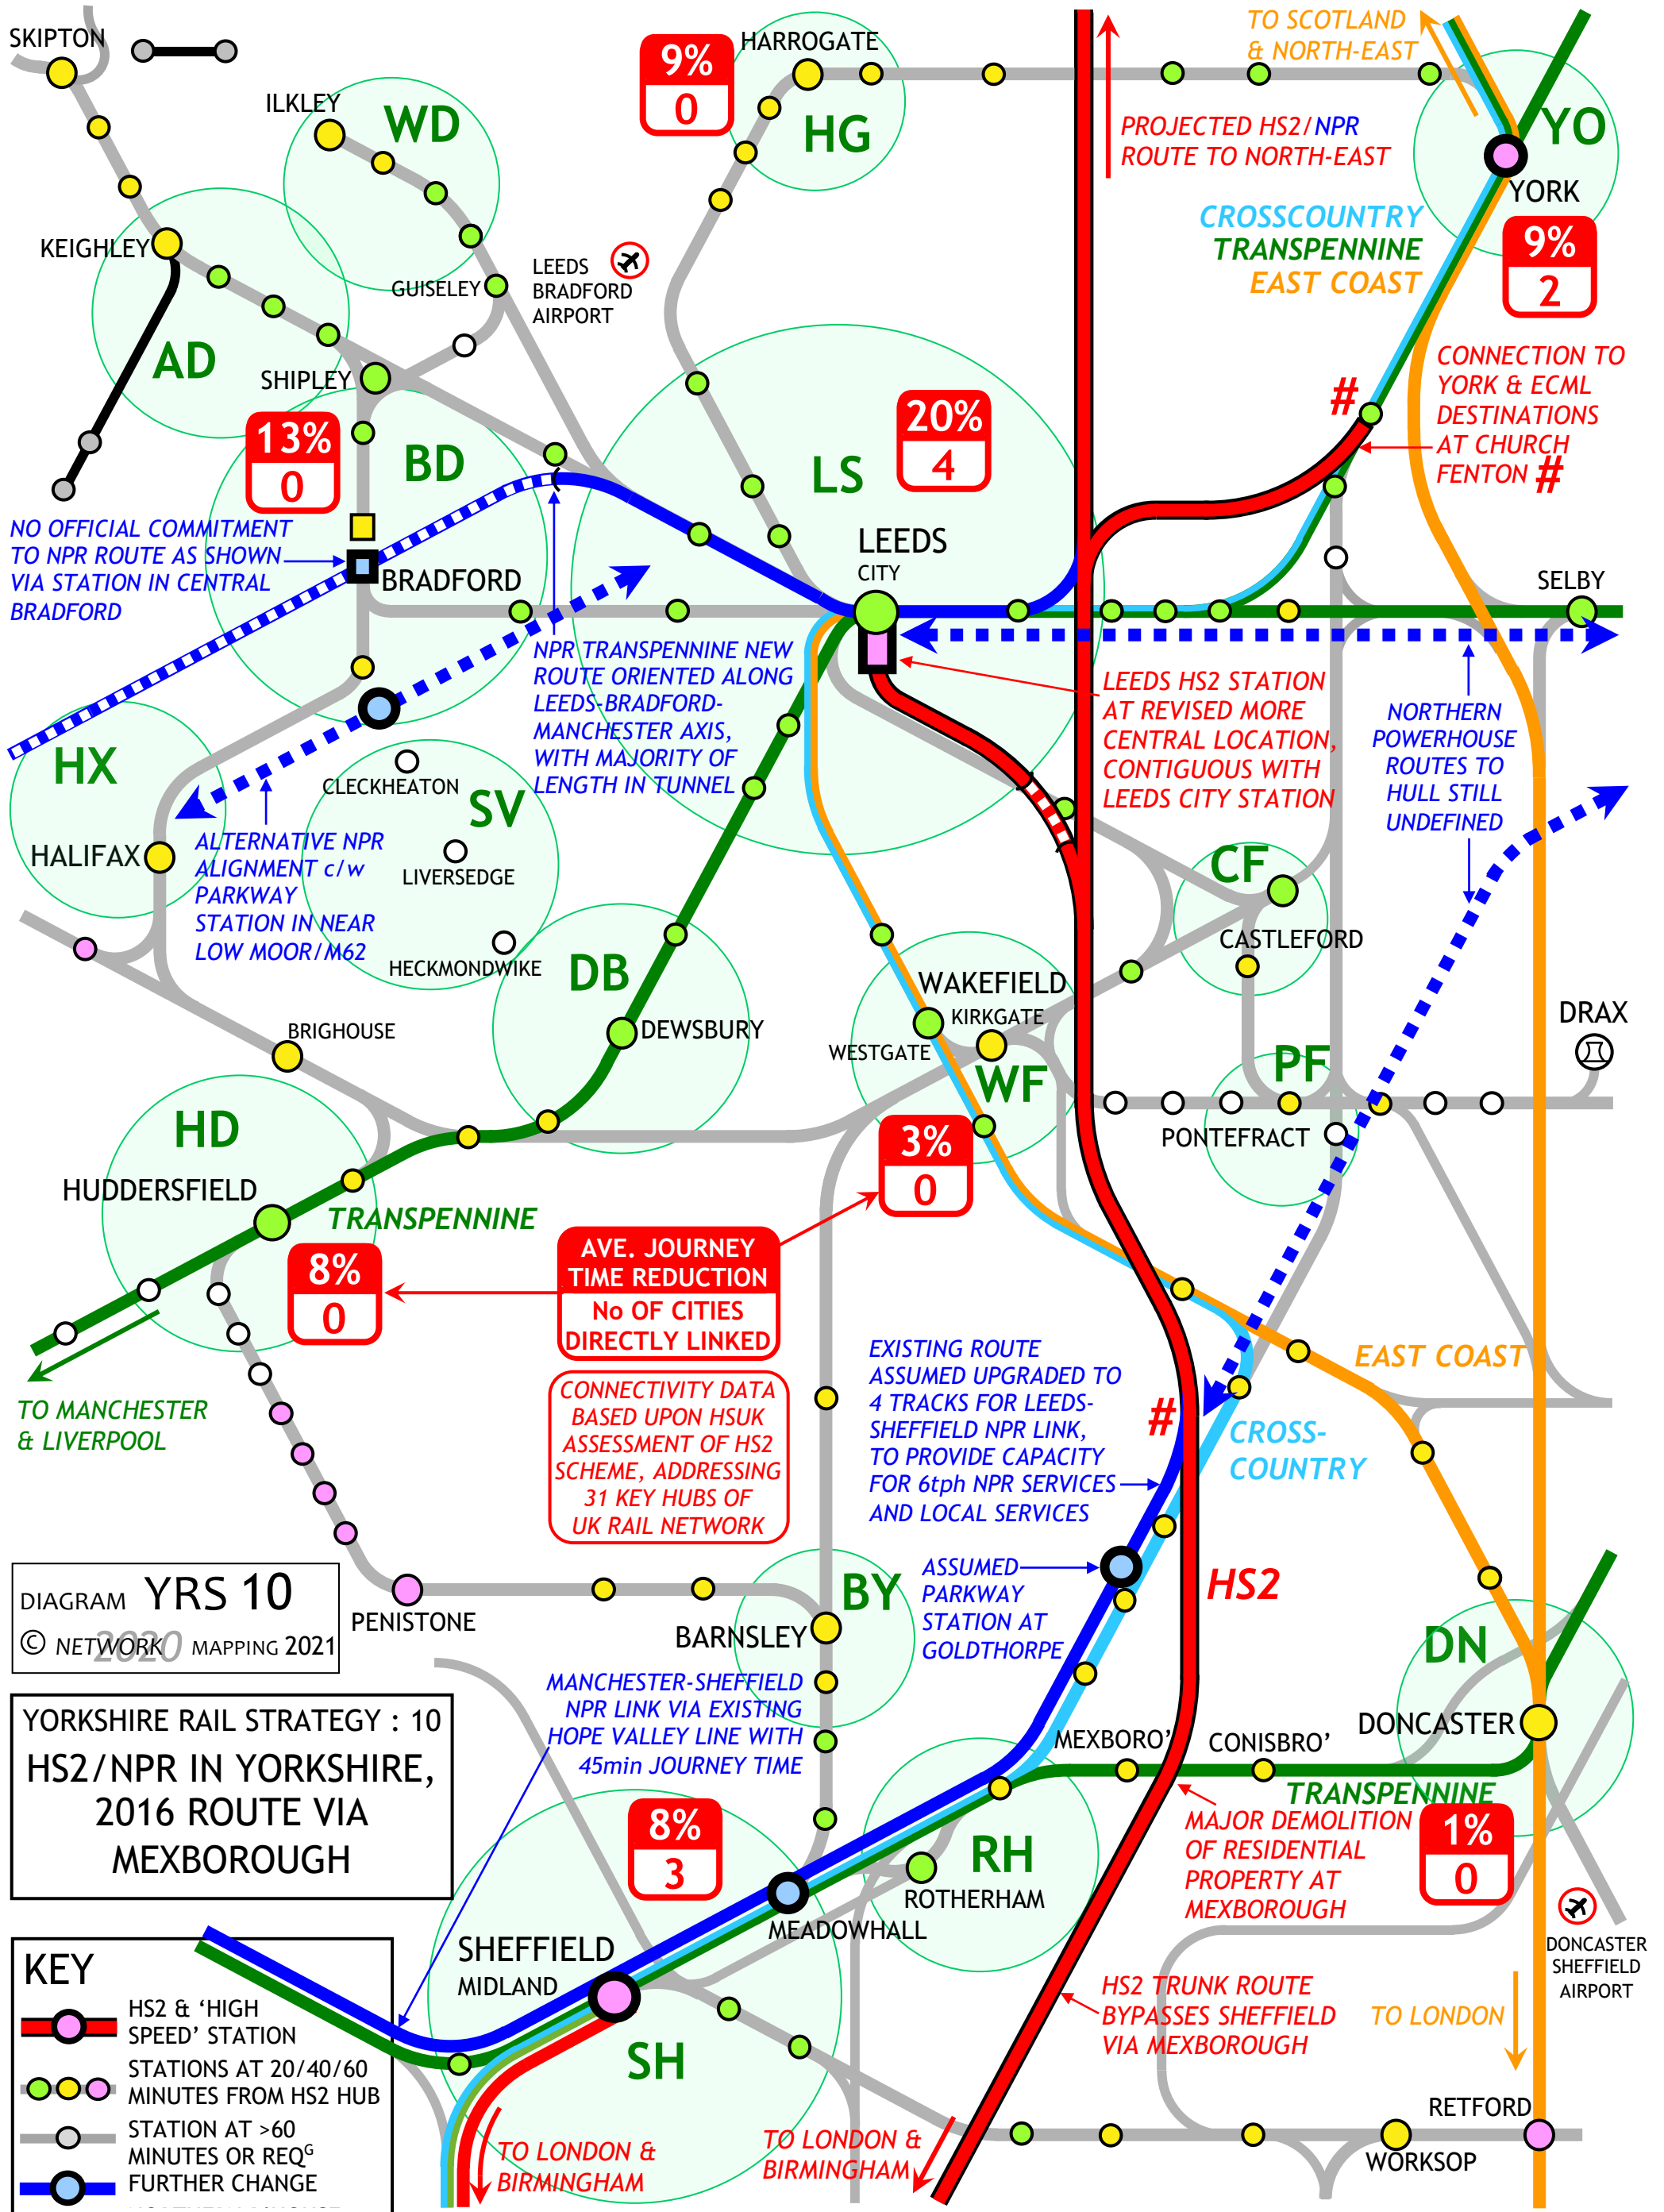 SKIPTON
ILKLEY
WD
9%
0
HARROGATE
HG
TO SCOTLAND
& NORTH-EAST
PROJECTED HS2/NPR
ROUTE TO NORTH-EAST
YO
YORK
9%
2
CROSSCOUNTRY
TRANSPENNINE
EAST COAST
KEIGHLEY
GUISELEY
LEEDS
BRADFORD
AIRPORT
AD
SHIPLEY
13%
0
BD
20%
4
LS
#
CONNECTION TO
YORK & ECML
DESTINATIONS
AT CHURCH
FENTON #
NO OFFICIAL COMMITMENT
TO NPR ROUTE AS SHOWN
VIA STATION IN CENTRAL
BRADFORD
BRADFORD
LEEDS
CITY
SELBY
NPR TRANSPENNINE NEW
ROUTE ORIENTED ALONG
LEEDS-BRADFORD-
MANCHESTER AXIS,
WITH MAJORITY OF
LENGTH IN TUNNEL
LEEDS HS2 STATION
AT REVISED MORE
CENTRAL LOCATION,
CONTIGUOUS WITH
LEEDS CITY STATION
NORTHERN
POWERHOUSE
ROUTES TO
HULL STILL
UNDEFINED
HX
CLECKHEATON
SV
LIVERSEDGE
HECKMONDWIKE
HALIFAX
ALTERNATIVE NPR
ALIGNMENT c/w
PARKWAY
STATION IN NEAR
LOW MOOR/M62
CF
CASTLEFORD
DB
DEWSBURY
BRIGHOUSE
WAKEFIELD
KIRKGATE
WESTGATE
WF
DRAX
PF
PONTEFRACT
HD
HUDDERSFIELD
TRANSPENNINE
3%
0
8%
0
AVE. JOURNEY
TIME REDUCTION
No OF CITIES
DIRECTLY LINKED
CONNECTIVITY DATA
BASED UPON HSUK
ASSESSMENT OF HS2
SCHEME, ADDRESSING
31 KEY HUBS OF
UK RAIL NETWORK
TO MANCHESTER
& LIVERPOOL
EXISTING ROUTE
ASSUMED UPGRADED TO
4 TRACKS FOR LEEDS-
SHEFFIELD NPR LINK,
TO PROVIDE CAPACITY
FOR 6tph NPR SERVICES
AND LOCAL SERVICES
#
EAST COAST
CROSS-
COUNTRY
ASSUMED
PARKWAY
STATION AT
GOLDTHORPE
HS2
DIAGRAM YRS 10
© NETWORK 2020 MAPPING 2021
PENISTONE
BARNSLEY
BY
MANCHESTER-SHEFFIELD
NPR LINK VIA EXISTING
HOPE VALLEY LINE WITH
45min JOURNEY TIME
YORKSHIRE RAIL STRATEGY : 10
HS2/NPR IN YORKSHIRE,
2016 ROUTE VIA
MEXBOROUGH
DN
DONCASTER
MEXBORO'
CONISBRO'
TRANSPENNINE
MAJOR DEMOLITION
OF RESIDENTIAL
PROPERTY AT
MEXBOROUGH
1%
0
8%
3
RH
ROTHERHAM
MEADOWHALL
SHEFFIELD
MIDLAND
SH
DONCASTER
SHEFFIELD
AIRPORT
HS2 TRUNK ROUTE
BYPASSES SHEFFIELD
VIA MEXBOROUGH
TO LONDON
TO LONDON &
BIRMINGHAM
TO LONDON &
BIRMINGHAM
RETFORD
WORKSOP
KEY
HS2 & ‘HIGH
SPEED’ STATION
STATIONS AT 20/40/60
MINUTES FROM HS2 HUB
STATION AT >60
MINUTES OR REQG
FURTHER CHANGE